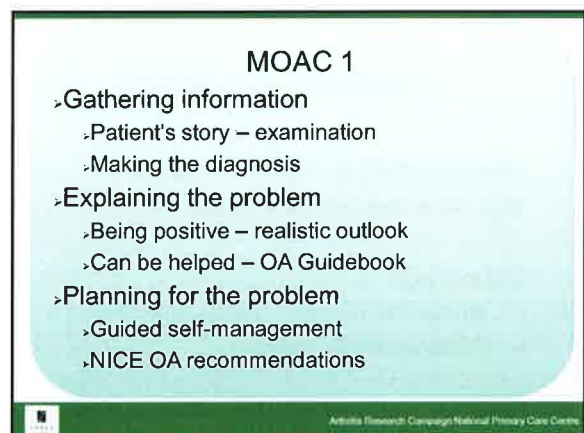 MOAC 1
➢Gathering information
➢Patient's story – examination
➢Making the diagnosis
➢Explaining the problem
➢Being positive – realistic outlook
➢Can be helped – OA Guidebook
➢Planning for the problem
➢Guided self-management
➢NICE OA recommendations
Arthritis Research Campaign National Primary Care Centre